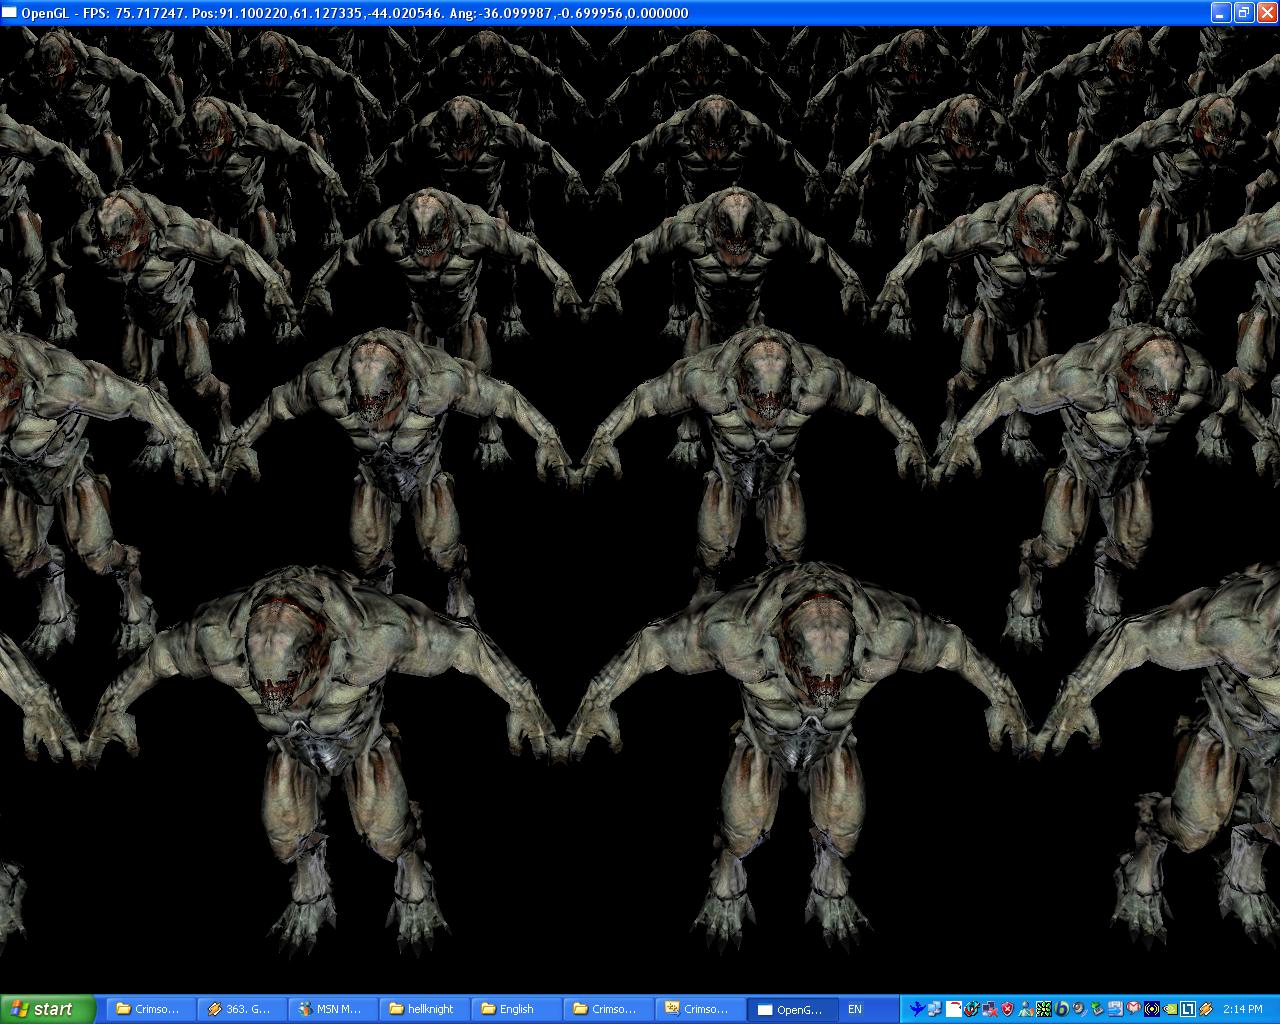 OpenGL - FPS: 75.717247. Pos:91.100220,61.127335,-44.020546. Ang:-36.099987,-0.699956,0.000000
start
Crimso...
363. G...
MSN M...
hellknight
English
Crimso...
Crimso...
OpenG...
EN
2:14 PM